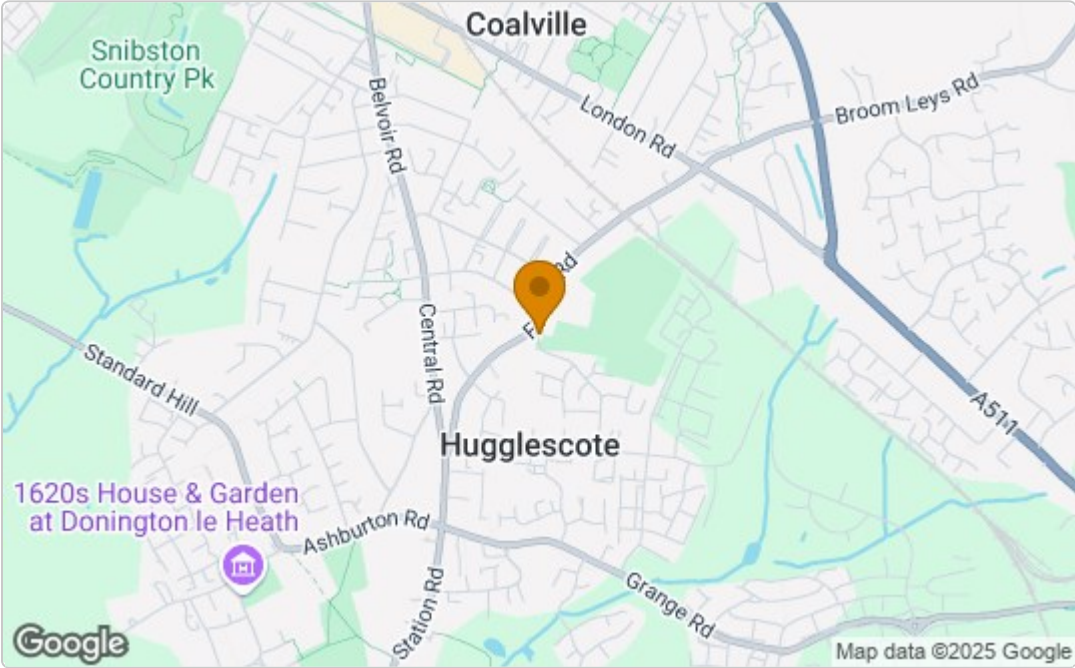 Coalville
Snibston
Country Pk
Belvoir Rd
London Rd
Broom Leys Rd
Rd
F
Central Rd
Standard Hill
A511
Hugglescote
1620s House & Garden
at Donington le Heath
Ashburton Rd
Station Rd
Grange Rd
Google
Map data ©2025 Google